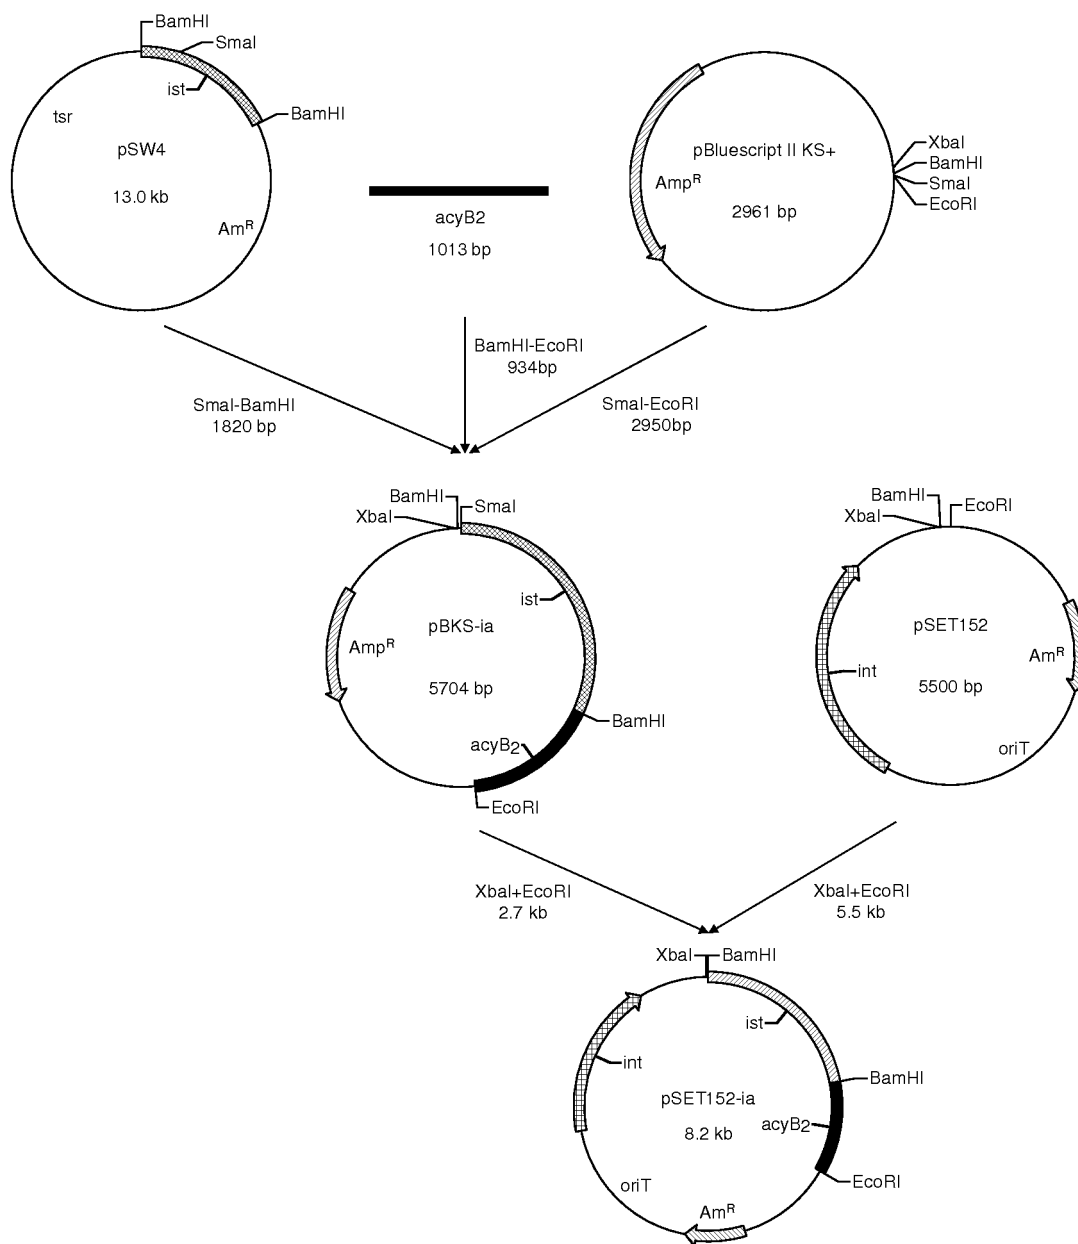 BamHI
SmaI
ist
BamHI
tsr
pSW4
13.0 kb
AmR
acyB2
1013 bp
pBluescript II KS+
AmpR
2961 bp
XbaI
BamHI
SmaI
EcoRI
SmaI-BamHI
1820 bp
BamHI-EcoRI
934bp
SmaI-EcoRI
2950bp
BamHI
SmaI
XbaI
ist
pBKS-ia
AmpR
5704 bp
BamHI
acyB2
EcoRI
BamHI
EcoRI
XbaI
pSET152
AmR
int
5500 bp
oriT
XbaI+EcoRI
2.7 kb
XbaI+EcoRI
5.5 kb
XbaI
BamHI
ist
int
BamHI
pSET152-ia
acyB2
8.2 kb
EcoRI
oriT
AmR